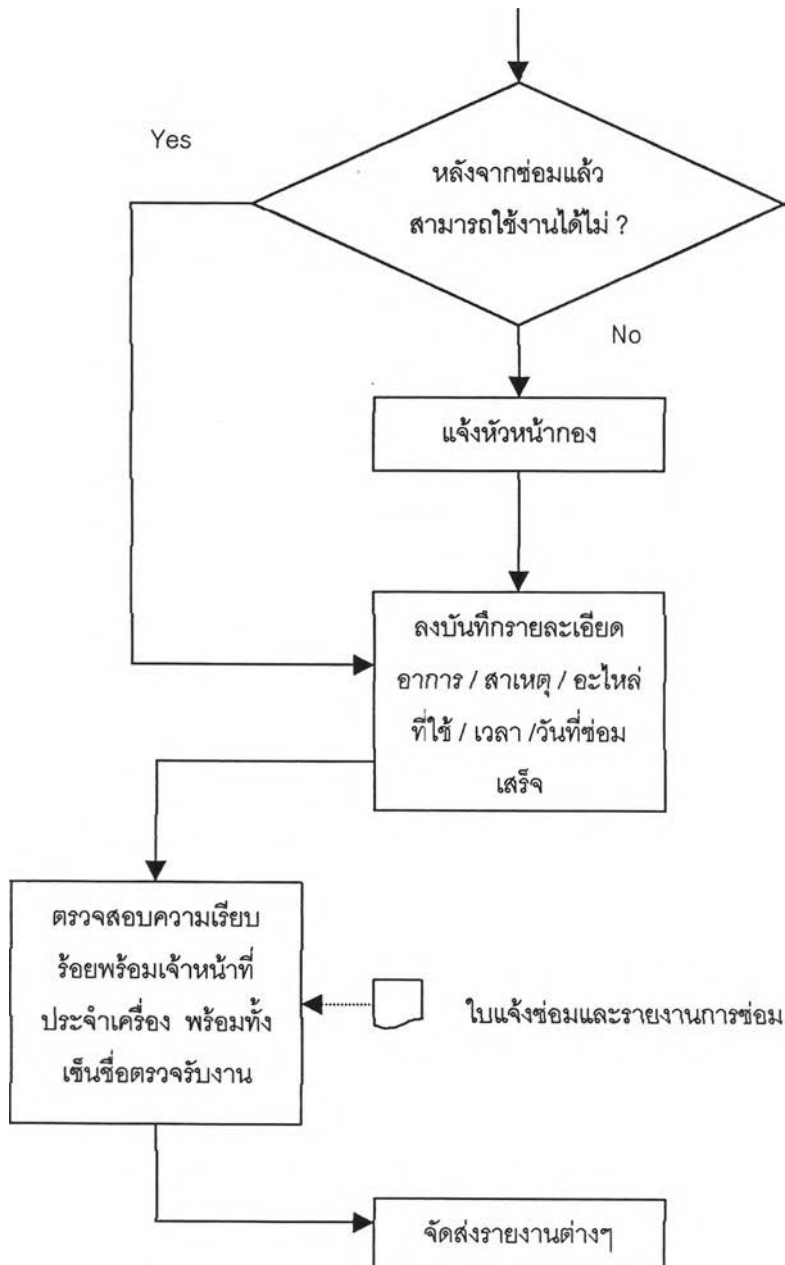 Yes
หลังจากซ่อมแล้ว
สามารถใช้งานได้ไม่ ?
No
แจ้งหัวหน้ากอง
ลงบันทึกรายละเอียด
อาการ / สาเหตุ / อะไหล่
ที่ใช้ / เวลา /วันที่ซ่อม
เสร็จ
ตรวจสอบความเรียบ
ร้อยพร้อมเจ้าหน้าที่
ประจำเครื่อง พร้อมทั้ง
เซ็นชื่อตรวจรับงาน
ใบแจ้งซ่อมและรายงานการซ่อม
จัดส่งรายงานต่างๆ